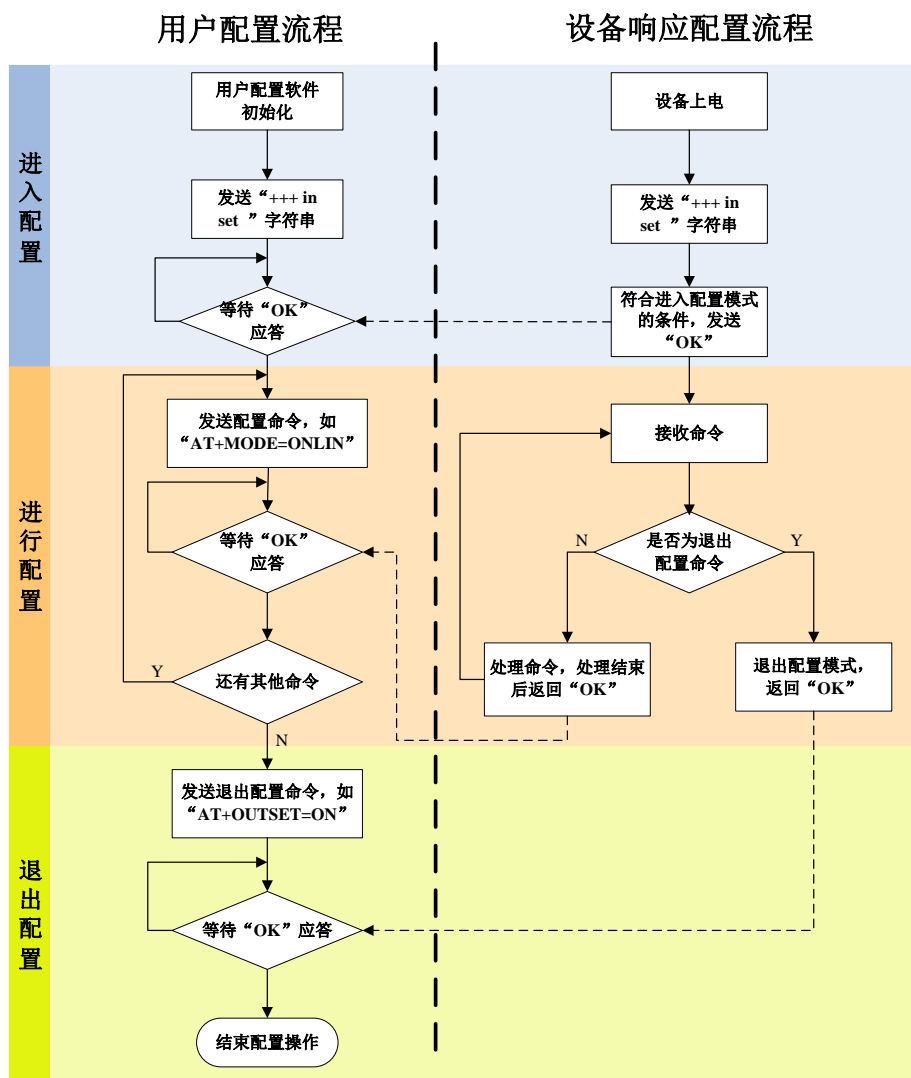 用户配置流程
设备响应配置流程
进入配置
用户配置软件
初始化
设备上电
发送“+++ in
set ”字符串
发送“+++ in
set ”字符串
等待“OK”
应答
符合进入配置模式
的条件，发送
“OK”
进行配置
发送配置命令，如
“AT+MODE=ONLIN”
接收命令
等待“OK”
应答
N
是否为退出
配置命令
Y
Y
还有其他命令
处理命令，处理结束
后返回“OK”
退出配置模式，
返回“OK”
N
退出配置
发送退出配置命令，如
“AT+OUTSET=ON”
等待“OK”应答
结束配置操作